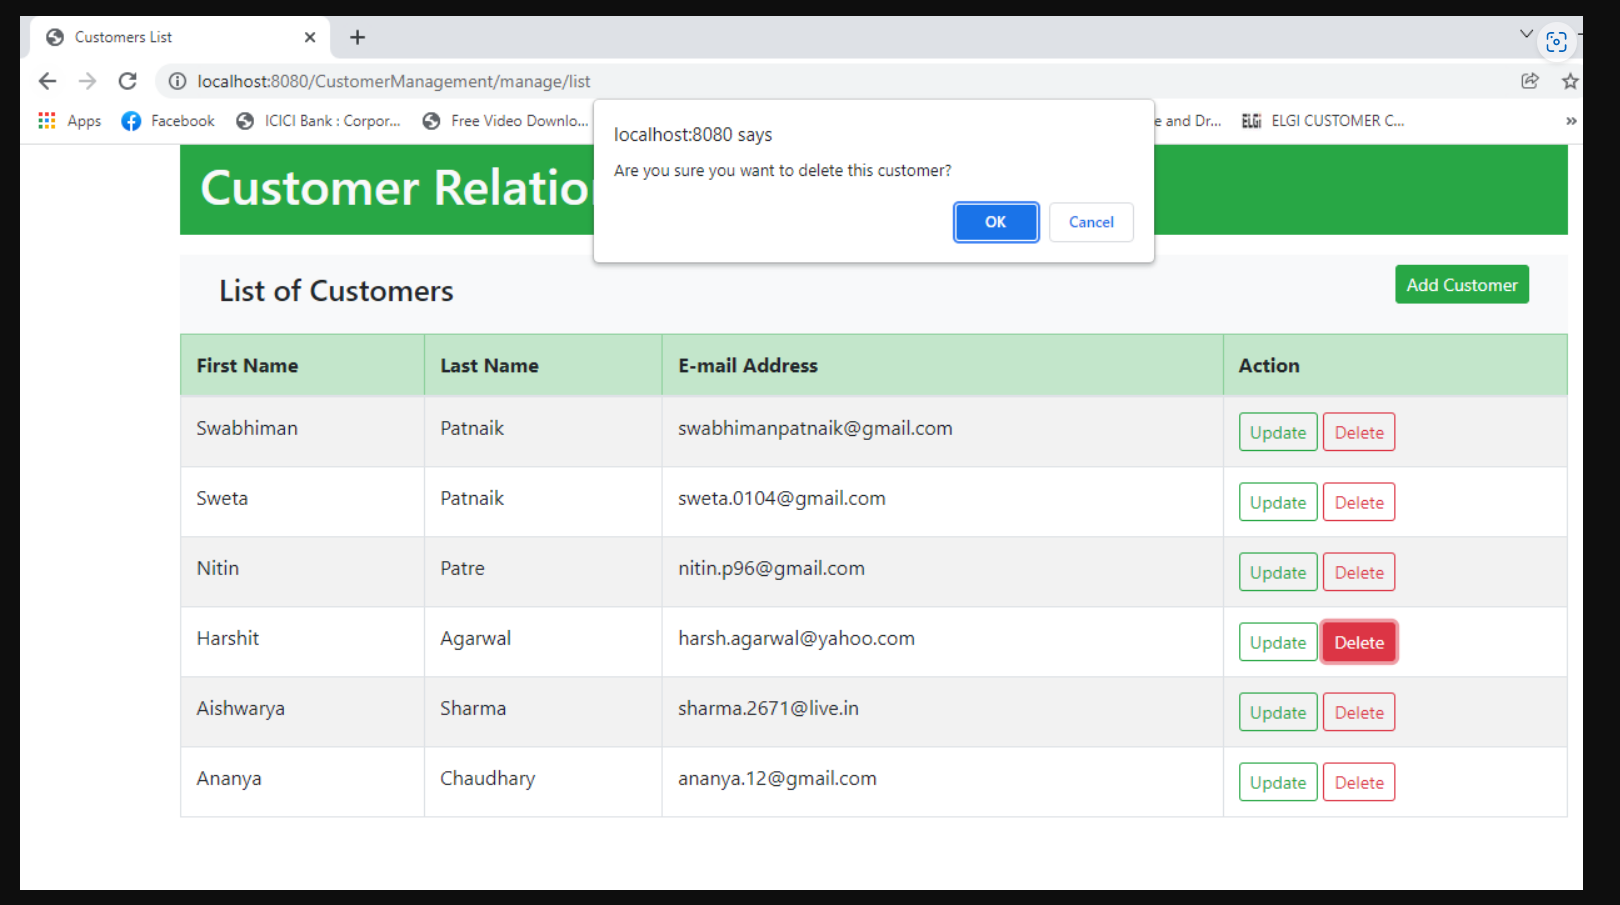 Customers List
localhost:8080/CustomerManagement/manage/list
Apps Facebook ICICI Bank : Corpor... Free Video Downlo... e and Dr... ELGi ELGI CUSTOMER C...
localhost:8080 says
Are you sure you want to delete this customer?
OK Cancel
Customer Relatio
List of Customers Add Customer
First Name Last Name E-mail Address Action
Swabhiman Patnaik swabhimanpatnaik@gmail.com Update Delete
Sweta Patnaik sweta.0104@gmail.com Update Delete
Nitin Patre nitin.p96@gmail.com Update Delete
Harshit Agarwal harsh.agarwal@yahoo.com Update Delete
Aishwarya Sharma sharma.2671@live.in Update Delete
Ananya Chaudhary ananya.12@gmail.com Update Delete